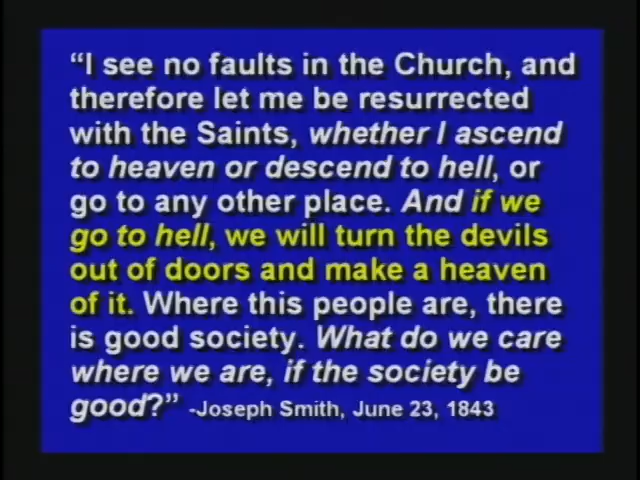 “I see no faults in the Church, and
therefore let me be resurrected
with the Saints, whether I ascend
to heaven or descend to hell, or
go to any other place. And if we
go to hell, we will turn the devils
out of doors and make a heaven
of it. Where this people are, there
is good society. What do we care
where we are, if the society be
good?” -Joseph Smith, June 23, 1843